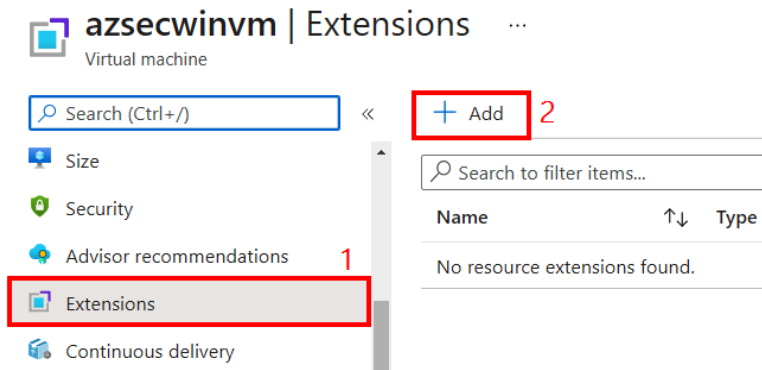 azsecwinvm | Extensions ...
Virtual machine
Search (Ctrl+/)
«
Size
Security
Advisor recommendations
1
Extensions
Continuous delivery
+ Add
2
Search to filter items...
Name ↑↓ Type
No resource extensions found.